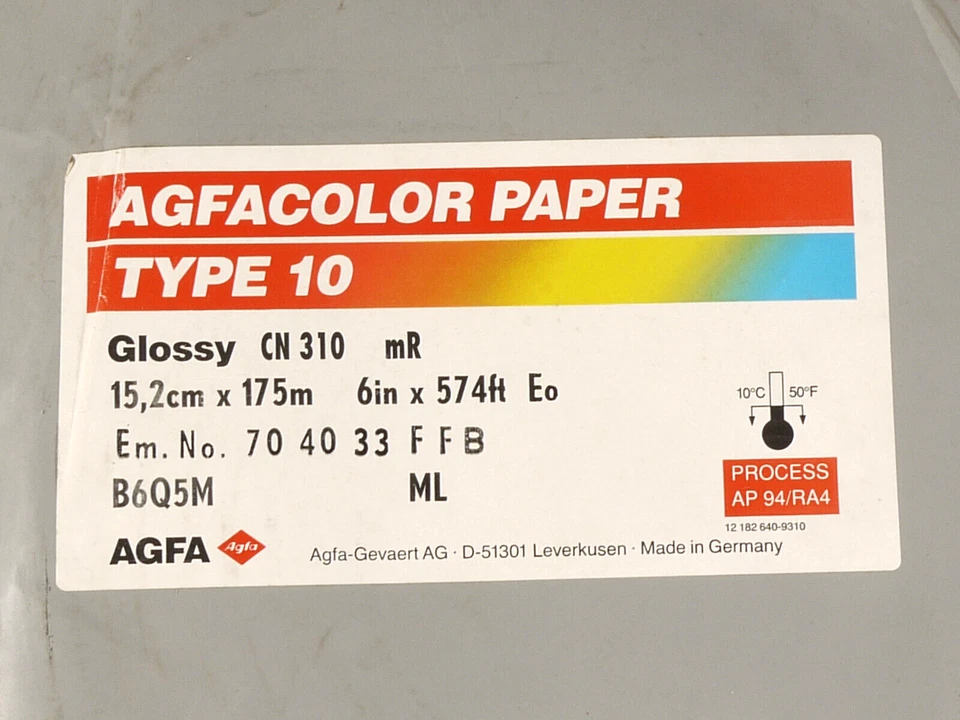 AGFACOLOR PAPER
TYPE 10
Glossy CN 310 mR
15,2cm x 175m 6in x 574ft Eo
Em. No. 70 40 33 F F B
B6Q5M ML
10°C 50°F
PROCESS
AP 94/RA4
12 182 640-9310
AGFA Agfa Agfa-Gevaert AG · D-51301 Leverkusen · Made in Germany